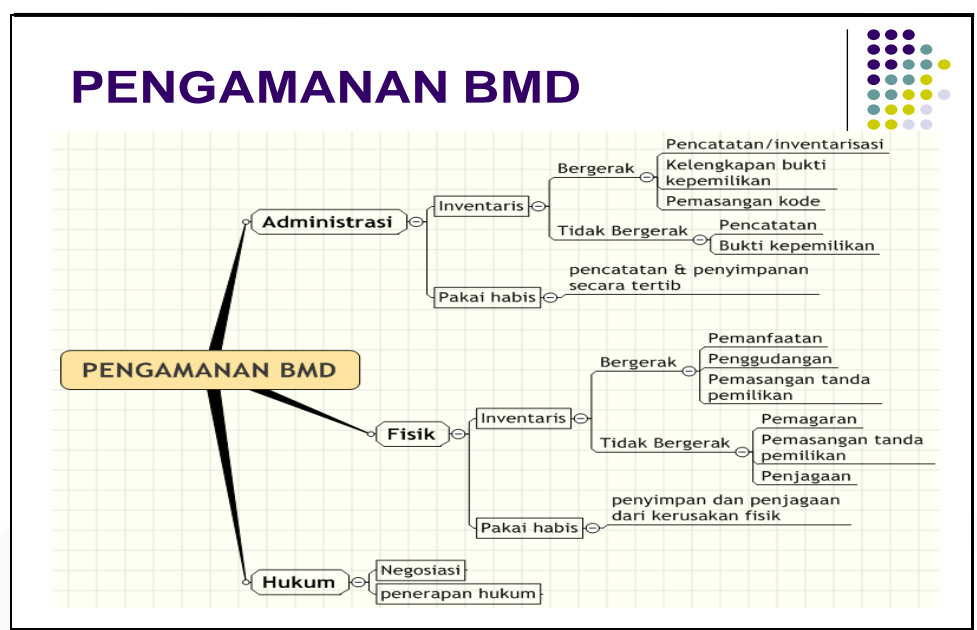 PENGAMANAN BMD
Pencatatan/inventarisasi
Bergerak
Kelengkapan bukti
kepemilikan
Pemasangan kode
Inventaris
Administrasi
Tidak Bergerak
Pencatatan
Bukti kepemilikan
pencatatan & penyimpanan
secara tertib
Pakai habis
PENGAMANAN BMD
Pemanfaatan
Bergerak
Penggudangan
Pemasangan tanda
pemilikan
Inventaris
Fisik
Pemagaran
Tidak Bergerak
Pemasangan tanda
pemilikan
Penjagaan
penyimpan dan penjagaan
dari kerusakan fisik
Pakai habis
Hukum
Negosiasi
penerapan hukum